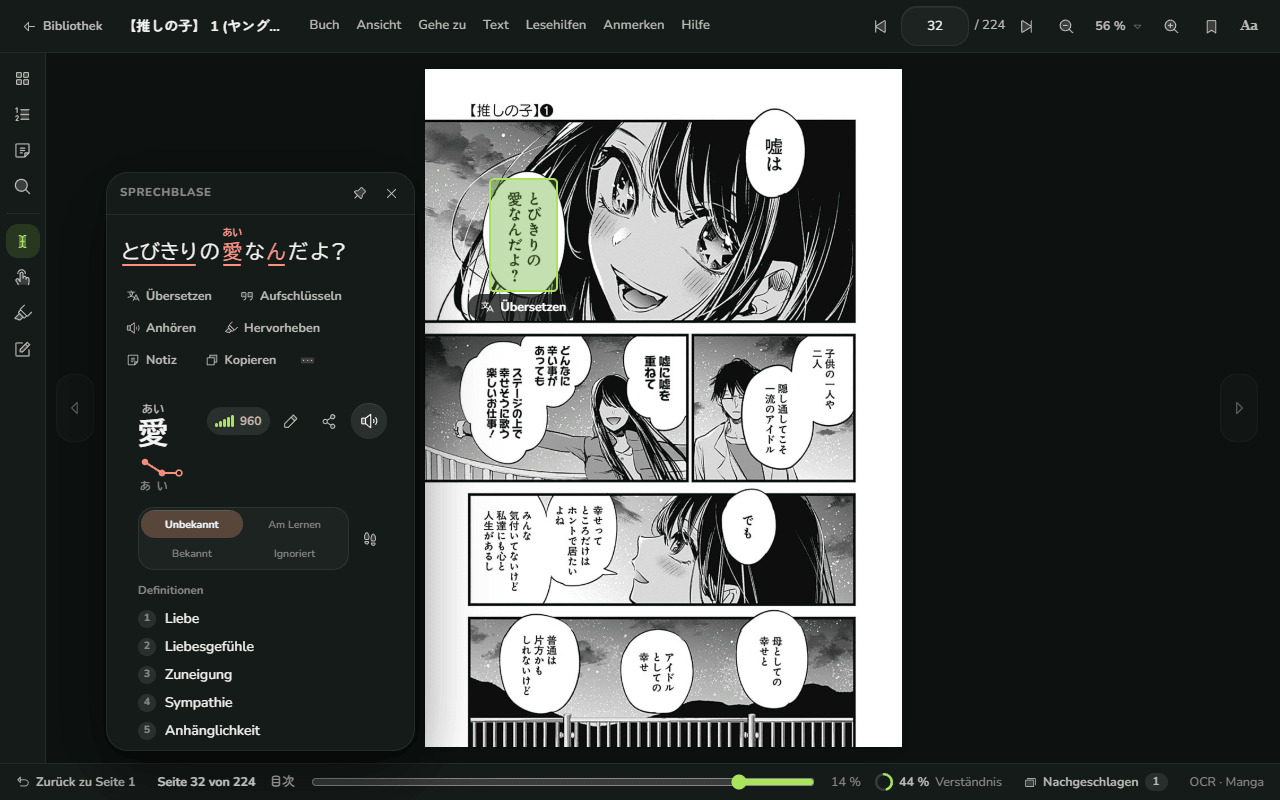 Bibliothek
【推しの子】 1 (ヤング...
Buch
Ansicht
Gehe zu
Text
Lesehilfen
Anmerken
Hilfe
32
/ 224
56 %
Aa
SPRECHBLASE
あい
とびきりの愛なんだよ?
Übersetzen
Aufschlüsseln
Anhören
Hervorheben
Notiz
Kopieren
あい
愛
960
あ い
Unbekannt
Am Lernen
Bekannt
Ignoriert
Definitionen
1 Liebe
2 Liebesgefühle
3 Zuneigung
4 Sympathie
5 Anhänglichkeit
【推しの子】❶
嘘は
とびきりの
愛なんだよ?
Übersetzen
子供の一人や
二人
隠し通してこそ
一流のアイドル
嘘に嘘を
重ねて
どんなに
辛い事が
あっても
ステージの上で
幸せそうに歌う
楽しいお仕事!
でも
幸せって
ところだけは
ホントで居たい
よね
みんな
気付いてないけど
私達にも心と
人生があるし
母としての
幸せと
アイドル
としての
幸せ
普通は
片方かも
しれないけど
Zurück zu Seite 1
Seite 32 von 224
目次
14 %
44 % Verständnis
Nachgeschlagen 1
OCR · Manga